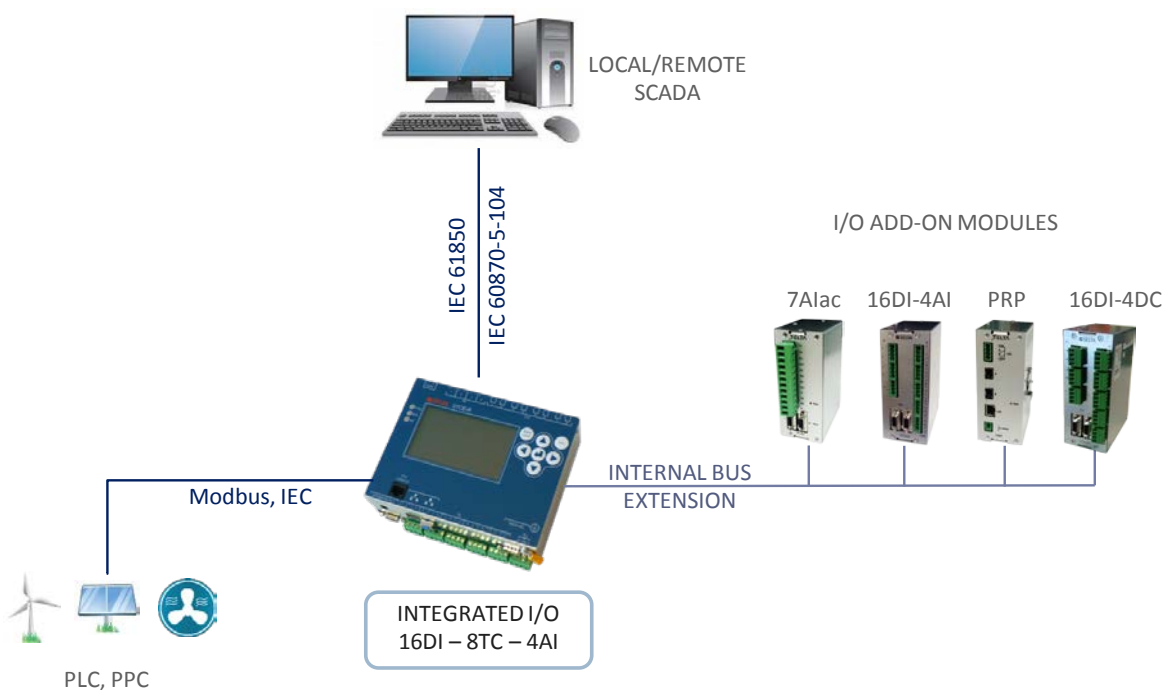 LOCAL/REMOTE
SCADA
IEC 61850
IEC 60870-5-104
I/O ADD-ON MODULES
7AIac
16DI-4AI
PRP
16DI-4DC
INTERNAL BUS
EXTENSION
Modbus, IEC
INTEGRATED I/O
16DI – 8TC – 4AI
PLC, PPC